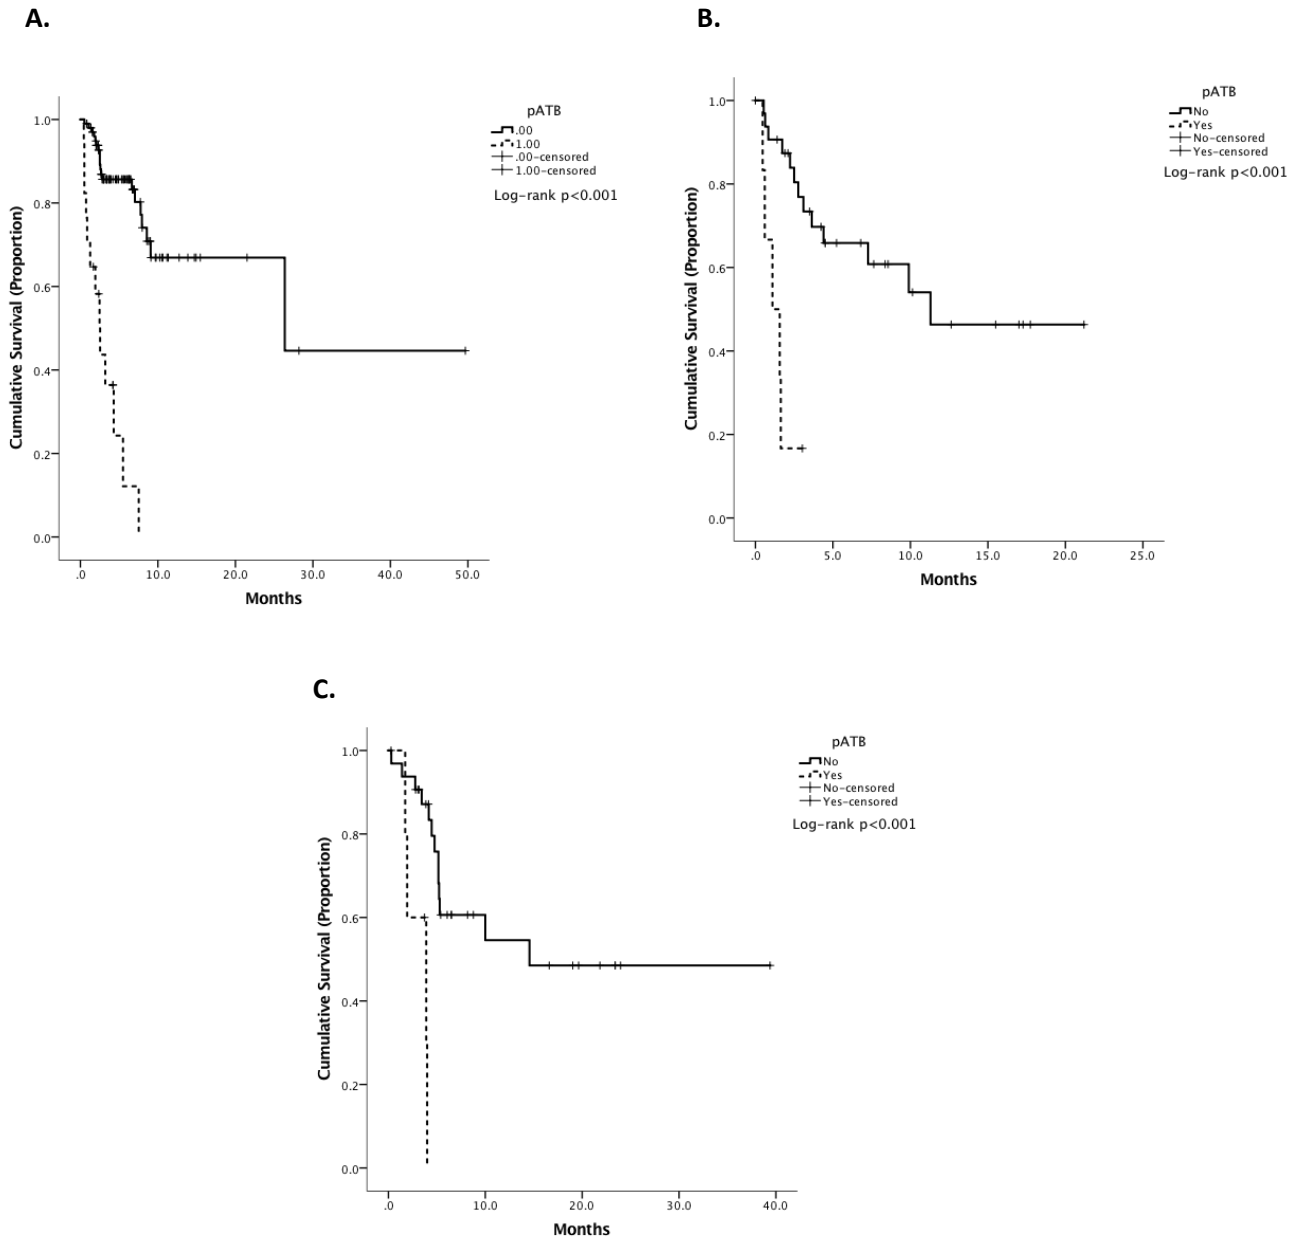 A.
pATB
.00
1.00
.00-censored
1.00-censored
Log-rank p<0.001
Cumulative Survival (Proportion)
1.0
0.8
0.6
0.4
0.2
0.0
.0 10.0 20.0 30.0 40.0 50.0
Months
B.
pATB
No
Yes
No-censored
Yes-censored
Log-rank p<0.001
Cumulative Survival (Proportion)
1.0
0.8
0.6
0.4
0.2
0.0
.0 5.0 10.0 15.0 20.0 25.0
Months
C.
pATB
No
Yes
No-censored
Yes-censored
Log-rank p<0.001
Cumulative Survival (Proportion)
1.0
0.8
0.6
0.4
0.2
0.0
.0 10.0 20.0 30.0 40.0
Months